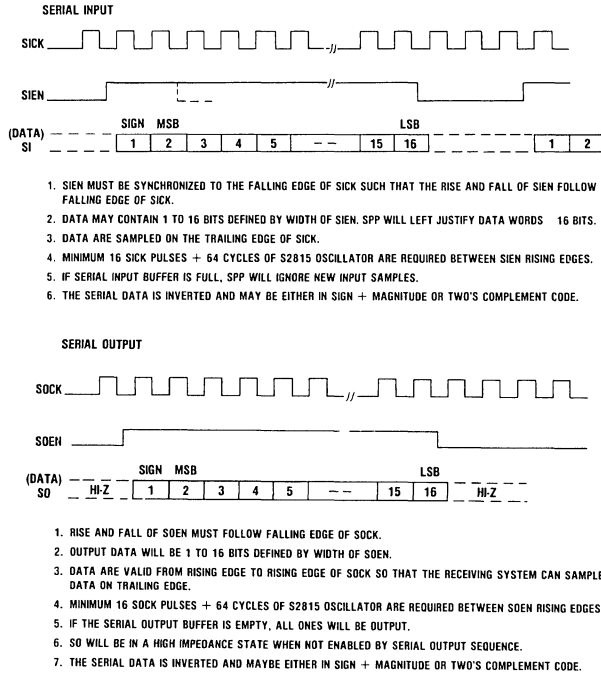 SERIAL INPUT
SICK
SIEN
SIGN MSB LSB
(DATA)
SI 1 2 3 4 5 15 16 1 2
1. SIEN MUST BE SYNCHRONIZED TO THE FALLING EDGE OF SICK SUCH THAT THE RISE AND FALL OF SIEN FOLLOW
FALLING EDGE OF SICK.
2. DATA MAY CONTAIN 1 TO 16 BITS DEFINED BY WIDTH OF SIEN. SPP WILL LEFT JUSTIFY DATA WORDS 16 BITS.
3. DATA ARE SAMPLED ON THE TRAILING EDGE OF SICK.
4. MINIMUM 16 SICK PULSES + 64 CYCLES OF S2815 OSCILLATOR ARE REQUIRED BETWEEN SIEN RISING EDGES.
5. IF SERIAL INPUT BUFFER IS FULL, SPP WILL IGNORE NEW INPUT SAMPLES.
6. THE SERIAL DATA IS INVERTED AND MAY BE EITHER IN SIGN + MAGNITUDE OR TWO'S COMPLEMENT CODE.
SERIAL OUTPUT
SOCK
SOEN
SIGN MSB LSB
(DATA)
SO HI-Z 1 2 3 4 5 15 16 HI-Z
1. RISE AND FALL OF SOEN MUST FOLLOW FALLING EDGE OF SOCK.
2. OUTPUT DATA WILL BE 1 TO 16 BITS DEFINED BY WIDTH OF SOEN.
3. DATA ARE VALID FROM RISING EDGE TO RISING EDGE OF SOCK SO THAT THE RECEIVING SYSTEM CAN SAMPLE
DATA ON TRAILING EDGE.
4. MINIMUM 16 SOCK PULSES + 64 CYCLES OF S2815 OSCILLATOR ARE REQUIRED BETWEEN SOEN RISING EDGES
5. IF THE SERIAL OUTPUT BUFFER IS EMPTY, ALL ONES WILL BE OUTPUT.
6. SO WILL BE IN A HIGH IMPEDANCE STATE WHEN NOT ENABLED BY SERIAL OUTPUT SEQUENCE.
7. THE SERIAL DATA IS INVERTED AND MAYBE EITHER IN SIGN + MAGNITUDE OR TWO'S COMPLEMENT CODE.